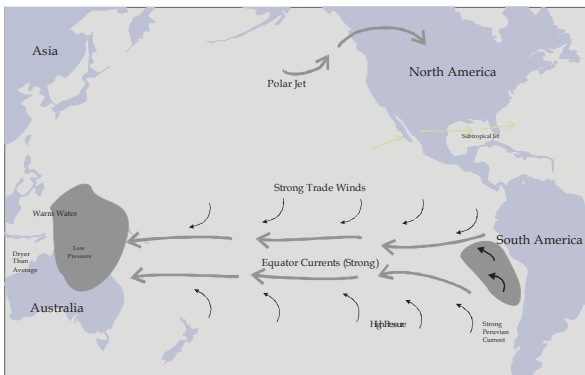 Asia
North America
Polar Jet
Subtropical Jet
Strong Trade Winds
Warm Water
South America
Low
Pressure
Dryer
Than
Average
Equator Currents (Strong)
Australia
Strong
Peruvian
Current